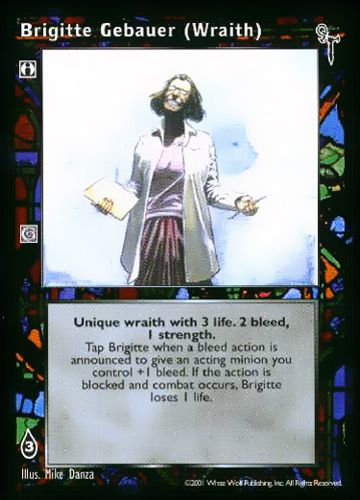 Brigitte Gebauer (Wraith)
Unique wraith with 3 life. 2 bleed,
1 strength.
Tap Brigitte when a bleed action is
announced to give an acting minion you
control +1 bleed. If the action is
blocked and combat occurs, Brigitte
loses 1 life.
3
Illus. Mike Danza
©2001 White Wolf Publishing, Inc. All Rights Reserved.